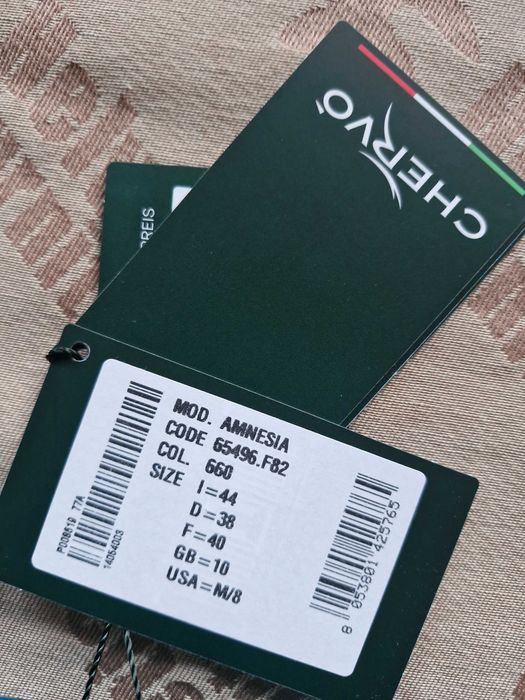 CHERVÒ
PREIS
MOD. AMNESIA
CODE 65496.F82
COL. 660
SIZE I=44
D=38
F=40
GB=10
USA=M/8
P008519 77A
14054003
8 053801 425765